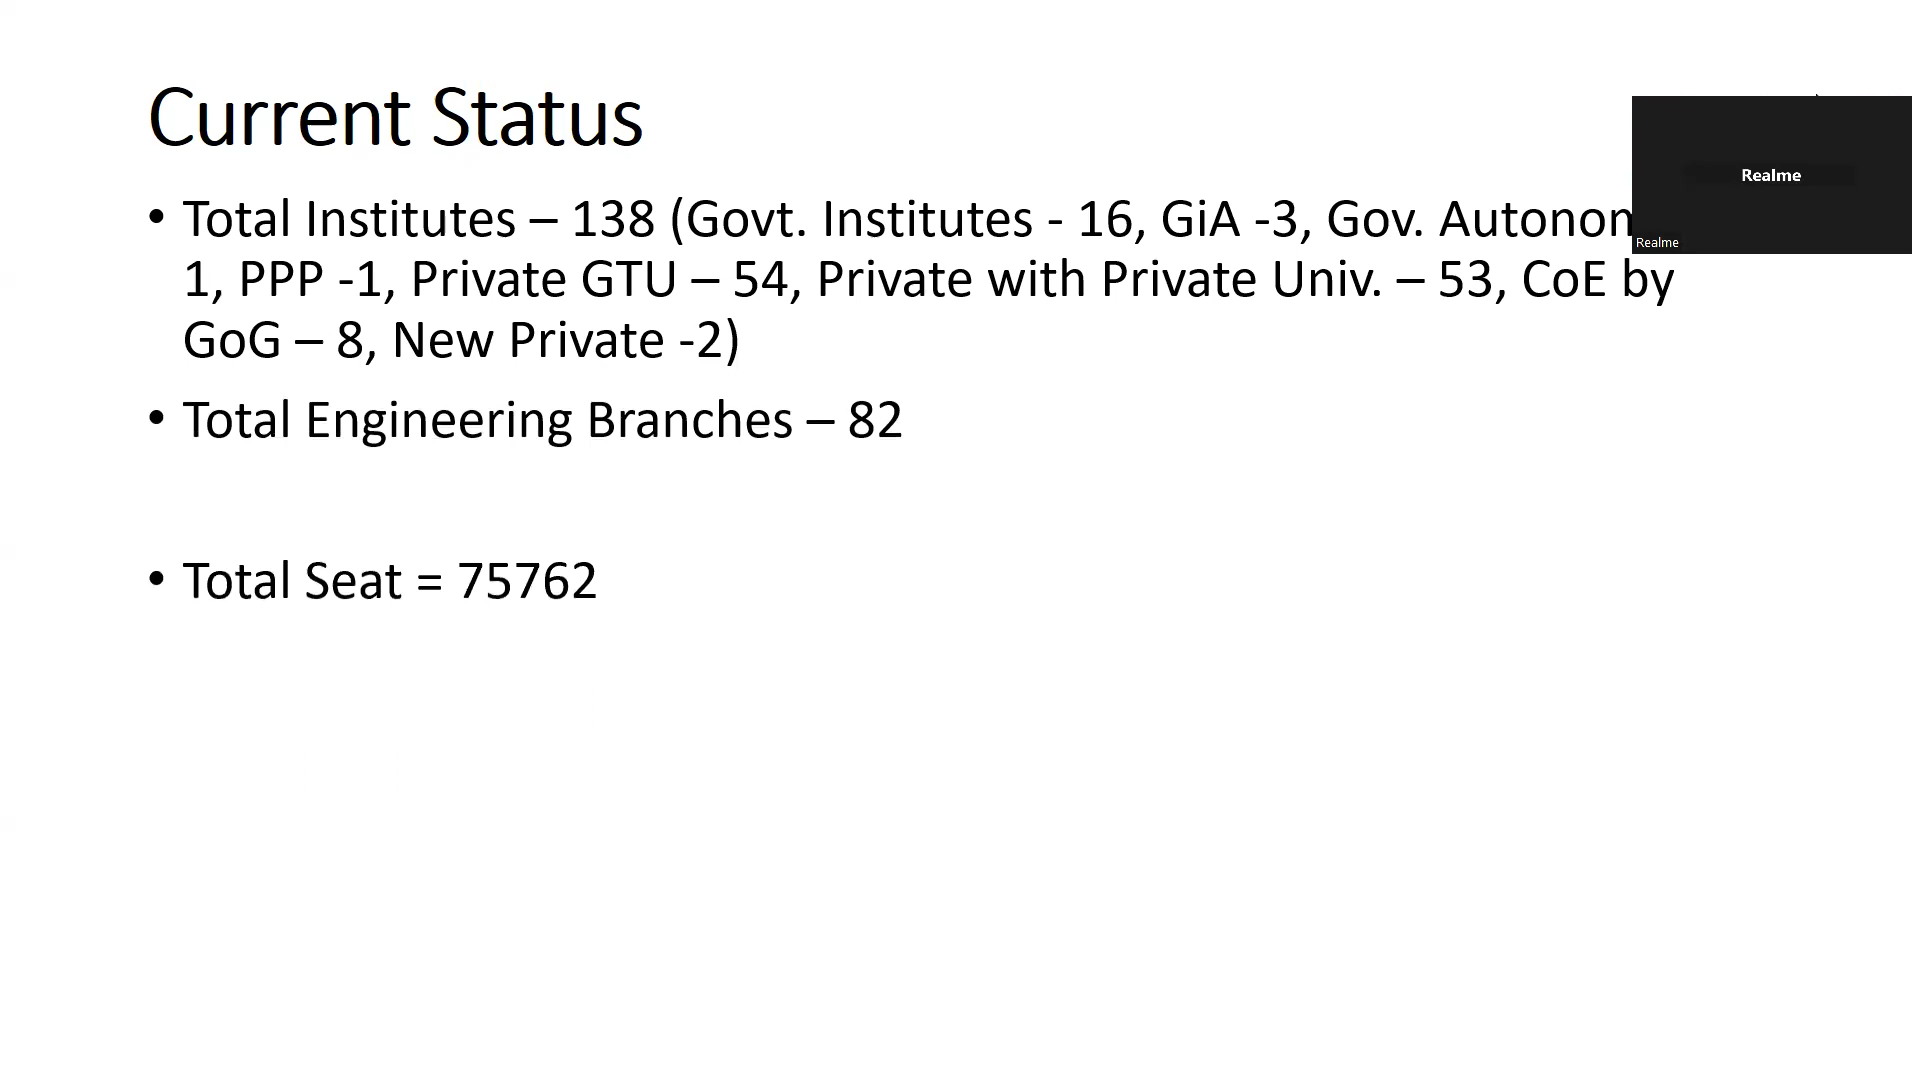 Current Status
• Total Institutes – 138 (Govt. Institutes - 16, GiA -3, Gov.
1, PPP -1, Private GTU – 54, Private with Private Univ. – 53, CoE by
GoG – 8, New Private -2)
• Total Engineering Branches – 82
• Total Seat = 75762
Realme
Realme